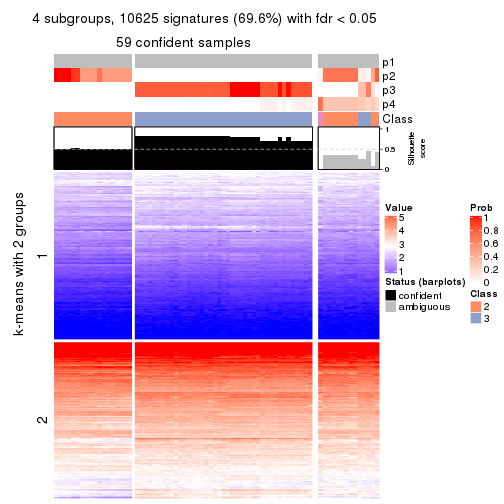 4 subgroups, 10625 signatures (69.6%) with fdr < 0.05
59 confident samples
p1
p2
p3
p4
Class
1
0.5
0
Silhouette
score
k-means with 2 groups
1
2
Value
5
4
3
2
1
Prob
1
0.8
0.6
0.4
0.2
0
Status (barplots)
confident
ambiguous
Class
2
3